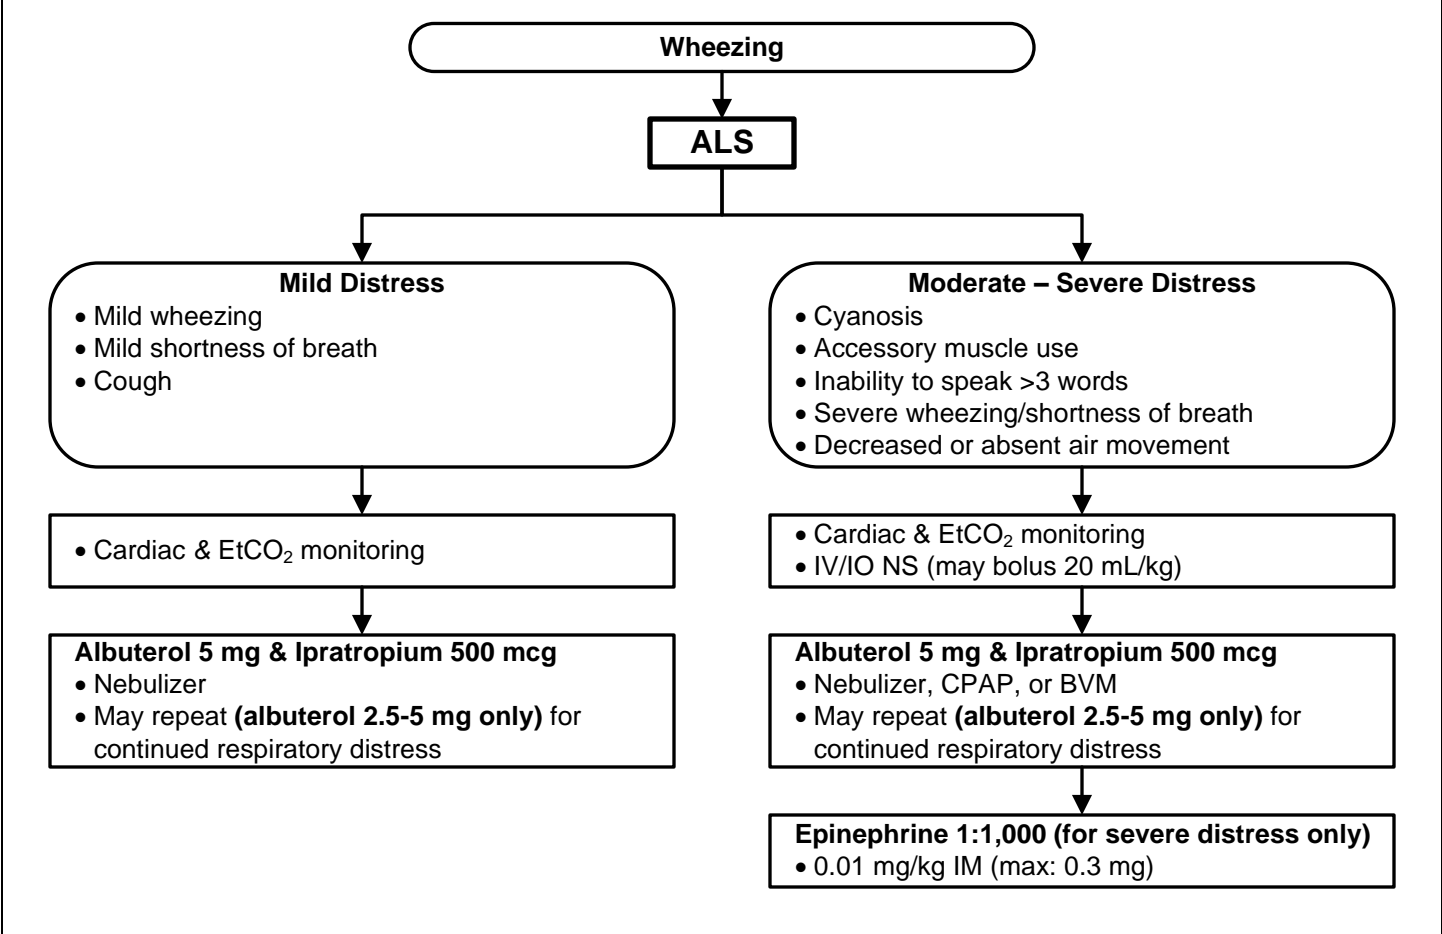 Wheezing
ALS
Mild Distress
• Mild wheezing
• Mild shortness of breath
• Cough
Moderate – Severe Distress
• Cyanosis
• Accessory muscle use
• Inability to speak >3 words
• Severe wheezing/shortness of breath
• Decreased or absent air movement
• Cardiac & EtCO₂ monitoring
• Cardiac & EtCO₂ monitoring
• IV/IO NS (may bolus 20 mL/kg)
Albuterol 5 mg & Ipratropium 500 mcg
• Nebulizer
• May repeat (albuterol 2.5-5 mg only) for
continued respiratory distress
Albuterol 5 mg & Ipratropium 500 mcg
• Nebulizer, CPAP, or BVM
• May repeat (albuterol 2.5-5 mg only) for
continued respiratory distress
Epinephrine 1:1,000 (for severe distress only)
• 0.01 mg/kg IM (max: 0.3 mg)